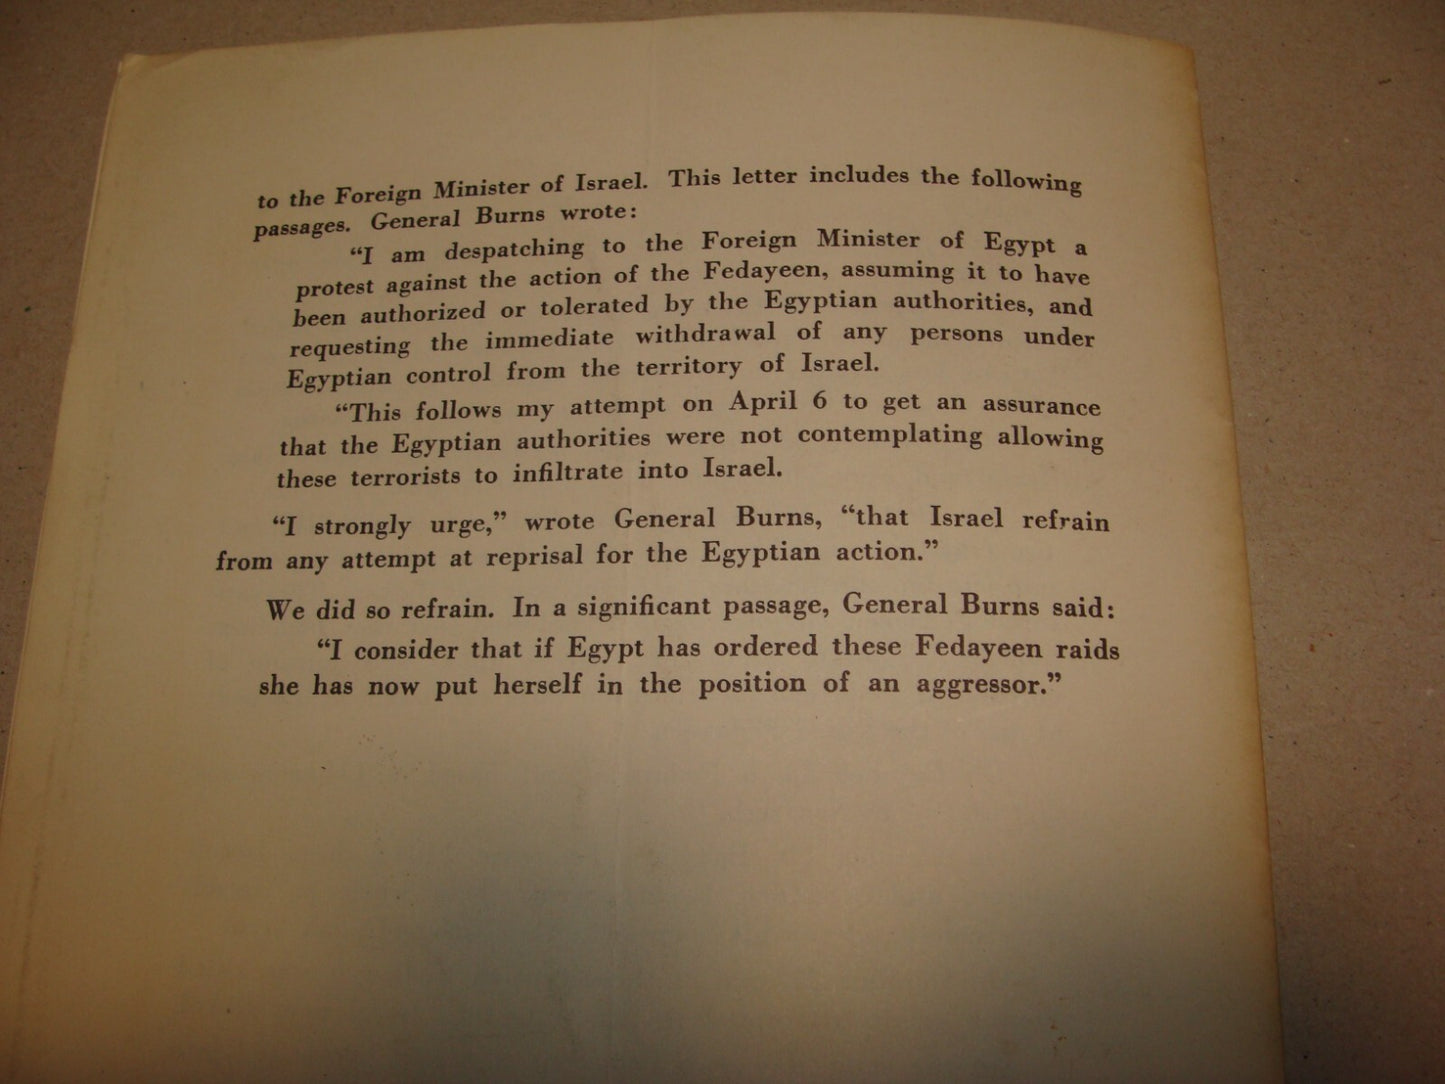 to the Foreign Minister of Israel. This letter includes the following
passages. General Burns wrote:
“I am despatching to the Foreign Minister of Egypt a
protest against the action of the Fedayeen, assuming it to have
been authorized or tolerated by the Egyptian authorities, and
requesting the immediate withdrawal of any persons under
Egyptian control from the territory of Israel.
“This follows my attempt on April 6 to get an assurance
that the Egyptian authorities were not contemplating allowing
these terrorists to infiltrate into Israel.
“I strongly urge,” wrote General Burns, “that Israel refrain
from any attempt at reprisal for the Egyptian action.”
We did so refrain. In a significant passage, General Burns said:
“I consider that if Egypt has ordered these Fedayeen raids
she has now put herself in the position of an aggressor.”